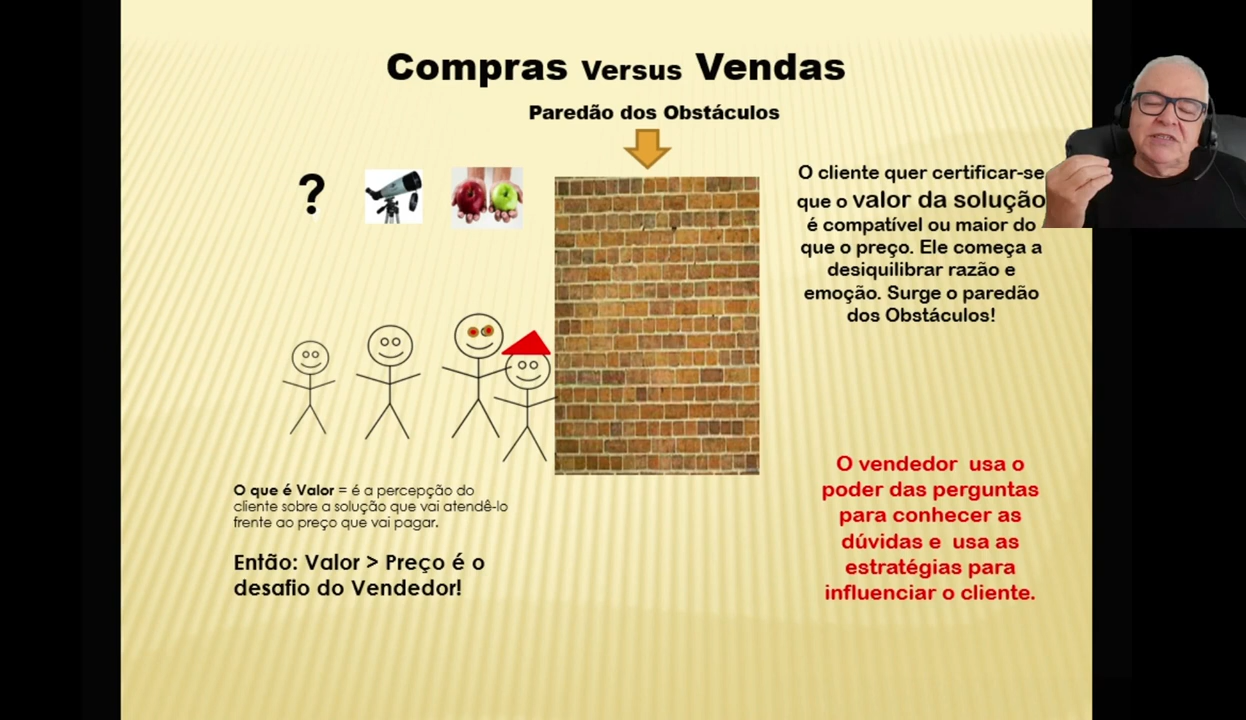 Compras Versus Vendas
Paredão dos Obstáculos
?
O cliente quer certificar-se
que o valor da solução
é compatível ou maior do
que o preço. Ele começa a
desiquilibrar razão e
emoção. Surge o paredão
dos Obstáculos!
O que é Valor = é a percepção do
cliente sobre a solução que vai atendê-lo
frente ao preço que vai pagar.
Então: Valor > Preço é o
desafio do Vendedor!
O vendedor usa o
poder das perguntas
para conhecer as
dúvidas e usa as
estratégias para
influenciar o cliente.